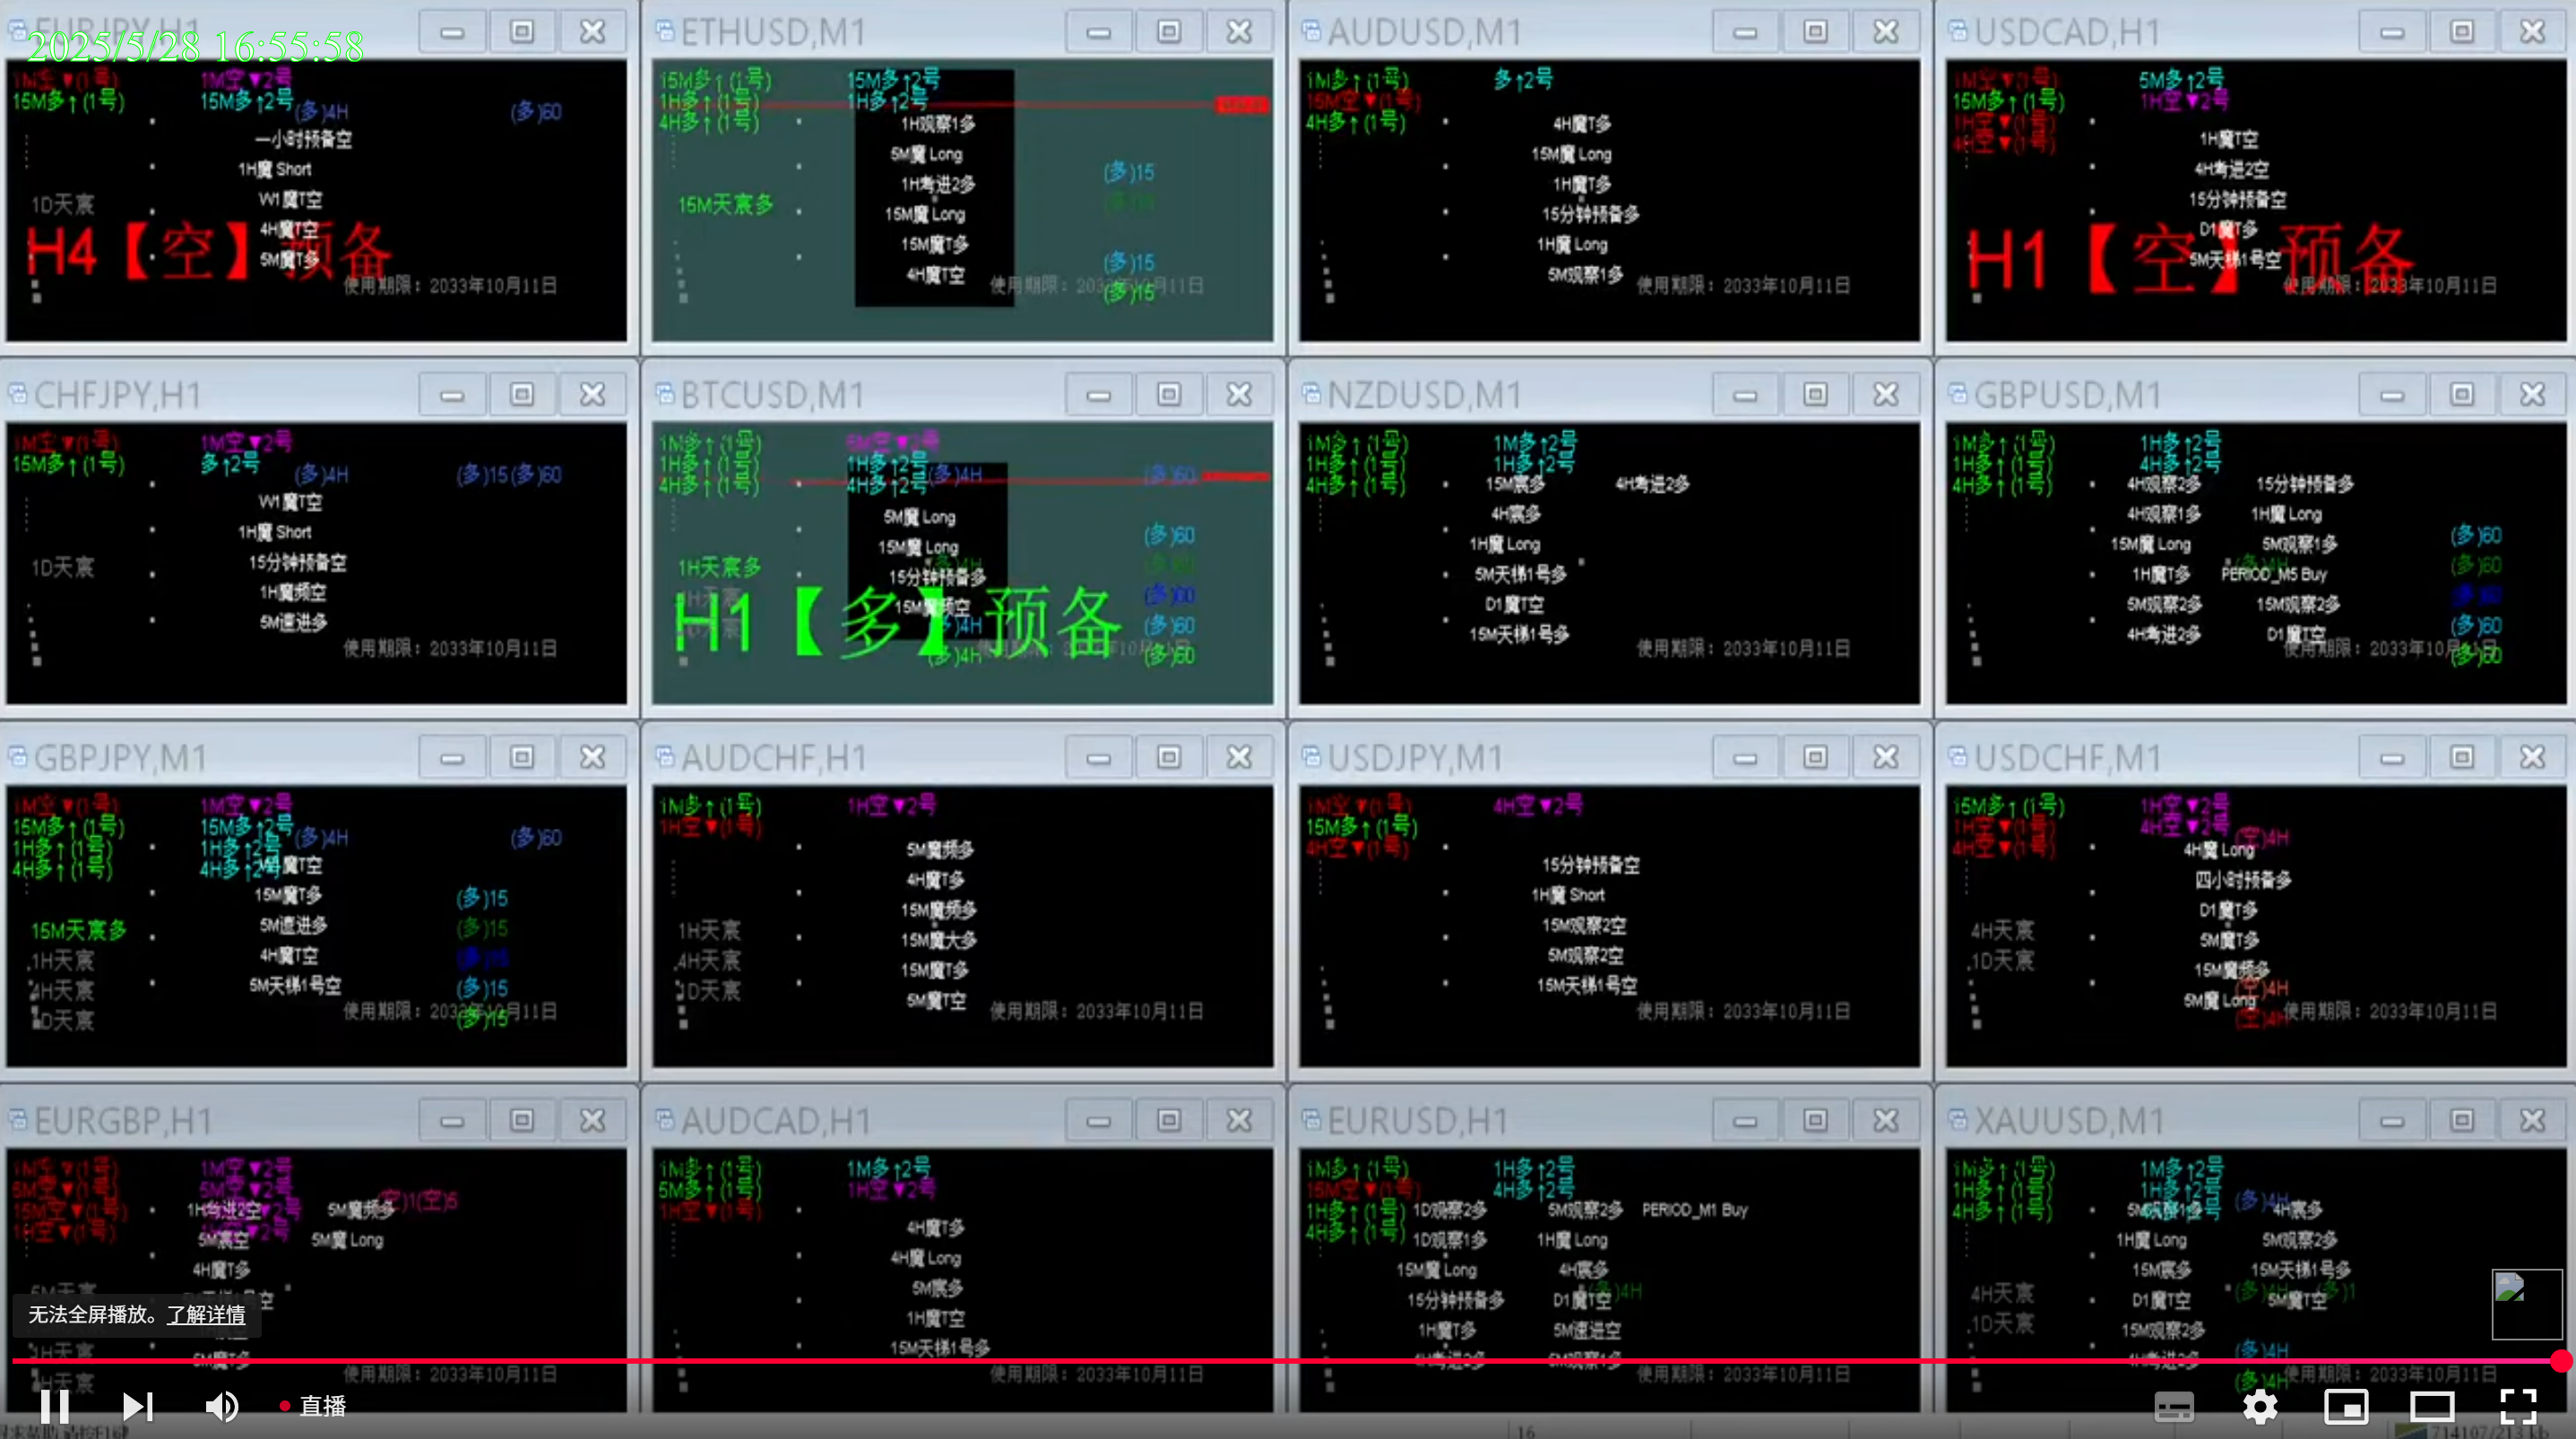 EURJPY,H1
2025/5/28 16:55:58
1M空▼(1号) 1M空▼2号
15M多↑(1号) 15M多↑2号 (多)4H (多)60
一小时预备空
1H魔 Short
W1魔T空
1D天宸
4H魔T空
H4【空】预备
5M魔T多
使用期限：2033年10月11日
ETHUSD,M1
15M多↑(1号) 15M多↑2号
1H多↑(1号) 1H多↑2号
4H多↑(1号)
1H观察1多
5M魔 Long
(多)15
1H考进2多
15M天宸多
15M魔 Long
15M魔T多
(多)15
4H魔T空
使用期限：2033年10月11日
(多)15
AUDUSD,M1
1M多↑(1号) 多↑2号
15M空▼(1号)
4H多↑(1号)
4H魔T多
15M魔 Long
1H魔T多
15分钟预备多
1H魔 Long
5M观察1多
使用期限：2033年10月11日
USDCAD,H1
1M空▼(1号) 5M多↑2号
15M多↑(1号) 1H空▼2号
1H空▼(1号)
4H空▼(1号)
1H魔T空
4H考进2空
15分钟预备空
D1魔T多
H1【空】预备
5M天梯1号空
使用期限：2033年10月11日
CHFJPY,H1
1M空▼(1号) 1M空▼2号
15M多↑(1号) 多↑2号 (多)4H (多)15 (多)60
W1魔T空
1H魔 Short
15分钟预备空
1D天宸
1H魔频空
5M速进多
使用期限：2033年10月11日
BTCUSD,M1
1M多↑(1号) 5M空▼2号
1H多↑(1号) 1H多↑2号 (多)4H (多)60
4H多↑(1号) 4H多↑2号
5M魔 Long
(多)60
15M魔 Long
1H天宸多
15分钟预备多
15M魔频空
H1【多】预备
(多)4H (多)60
(多)4H (多)60
NZDUSD,M1
1M多↑(1号) 1M多↑2号
1H多↑(1号) 1H多↑2号
4H多↑(1号) 15M宸多 4H考进2多
4H宸多
1H魔 Long
5M天梯1号多
D1魔T空
15M天梯1号多
使用期限：2033年10月11日
GBPUSD,M1
1M多↑(1号) 1H多↑2号
1H多↑(1号) 4H多↑2号
4H多↑(1号) 4H观察2多 15分钟预备多
4H观察1多 1H魔 Long
15M魔 Long 5M观察1多 (多)60
1H魔T多 PERIOD_M5 Buy (多)60
5M观察2多 15M观察2多
4H考进2多 D1魔T空 (多)60
使用期限：2033年10月11日
(多)60
GBPJPY,M1
1M空▼(1号) 1M空▼2号
15M多↑(1号) 15M多↑2号 (多)4H (多)60
1H多↑(1号) 1H多↑2号
4H多↑(1号) 4H多↑2号
魔T空
15M魔T多 (多)15
15M天宸多 5M速进多 (多)15
1H天宸 4H魔T空
4H天宸 5M天梯1号空 (多)15
1D天宸 (多)15
使用期限：2033年10月11日
AUDCHF,H1
1M多↑(1号) 1H空▼2号
1H空▼(1号)
5M魔频多
4H魔T多
15M魔频多
1H天宸 15M魔大多
4H天宸 15M魔T多
1D天宸 5M魔T空
使用期限：2033年10月11日
USDJPY,M1
1M空▼(1号) 4H空▼2号
15M多↑(1号)
4H空▼(1号)
15分钟预备空
1H魔 Short
15M观察2空
5M观察2空
15M天梯1号空
使用期限：2033年10月11日
USDCHF,M1
15M多↑(1号) 1H空▼2号
1H空▼(1号) 4H空▼2号 (空)4H
4H空▼(1号) 4H魔 Long
四小时预备多
D1魔T多
4H天宸 5M魔T多
1D天宸 15M魔频多
(空)4H
5M魔 Long
(空)4H
使用期限：2033年10月11日
EURGBP,H1
1M空▼(1号) 1M空▼2号
5M空▼(1号) 5M空▼2号
15M空▼(1号) 1H考进2空 5M魔频多 (空)1(空)5
1H空▼(1号) 5M宸空 5M魔 Long
4H魔T多
无法全屏播放。了解详情
5M魔T多
使用期限：2033年10月11日
AUDCAD,H1
1M多↑(1号) 1M多↑2号
5M多↑(1号) 1H空▼2号
1H空▼(1号)
4H魔T多
4H魔 Long
5M宸多
1H魔T空
15M天梯1号多
使用期限：2033年10月11日
EURUSD,H1
1M多↑(1号) 1H多↑2号
15M空▼(1号) 4H多↑2号
1H多↑(1号) 1D观察2多 5M观察2多 PERIOD_M1 Buy
4H多↑(1号) 1D观察1多 1H魔 Long
15M魔 Long 4H宸多
15分钟预备多 D1魔T空 (多)4H
1H魔T多 5M速进空
4H考进2多 5M观察1多
使用期限：2033年10月11日
XAUUSD,M1
1M多↑(1号) 1M多↑2号
1H多↑(1号) 1H多↑2号 (多)4H
4H多↑(1号) 4H宸多
1H魔 Long 5M观察2多
15M宸多 15M天梯1号多
4H天宸 D1魔T空 5M魔T空
1D天宸 15M观察2多
4H考进2多 (多)4H
(多)4H
使用期限：2033年10月11日
直播
16